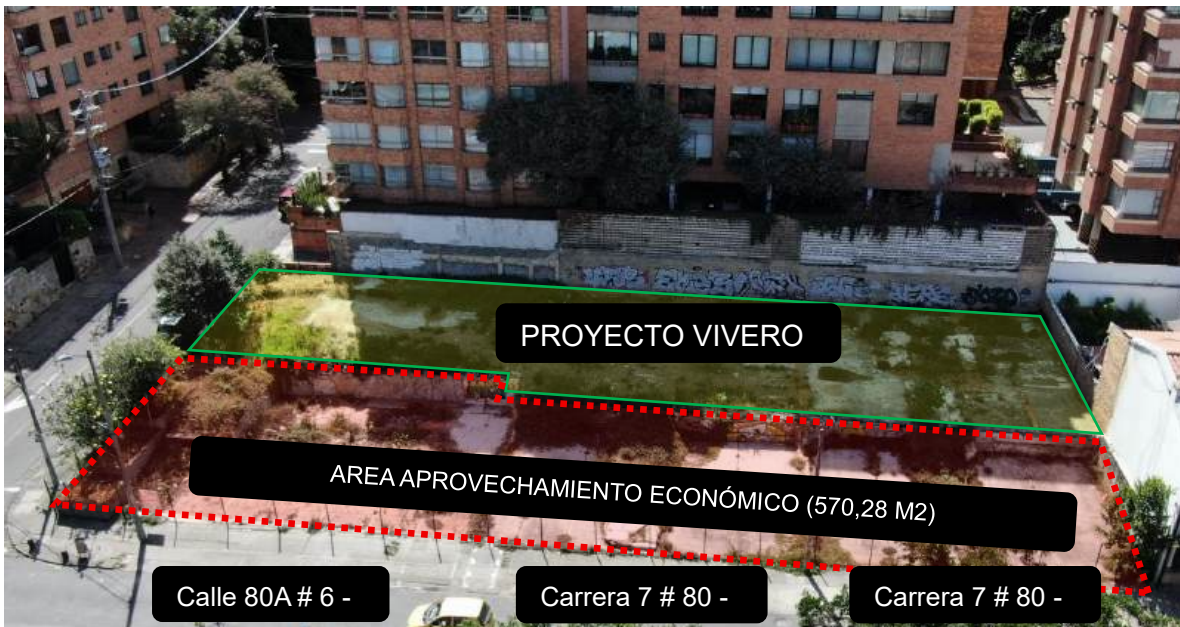 PROYECTO VIVERO
AREA APROVECHAMIENTO ECONÓMICO (570,28 M2)
Calle 80A # 6 -
Carrera 7 # 80 -
Carrera 7 # 80 -